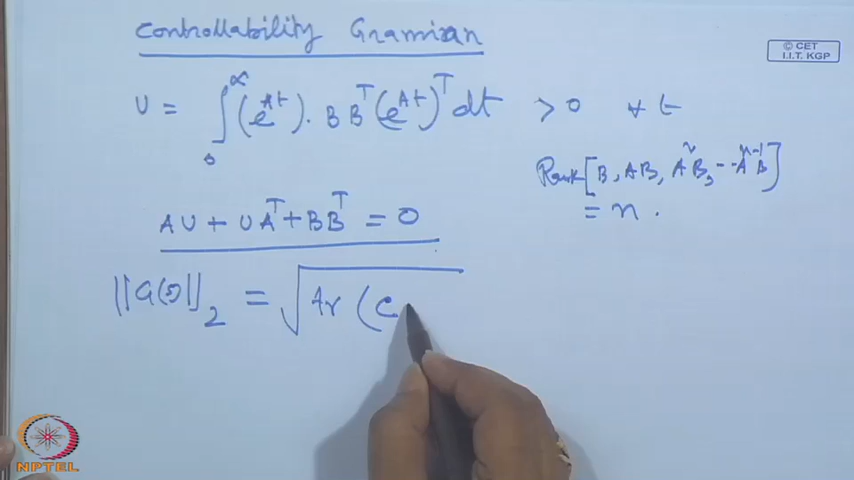 Controllability Gramian
© CET
I.I.T. KGP
U = ∫₀^∞ (e^{At}) . B B^T (e^{At})^T dt > 0 ∀ t
Rank [B, AB, A²B, -- A^{n-1}B]
= n .
AU + UA^T + BB^T = 0
||G(s)||₂ = √ tr (C
NPTEL